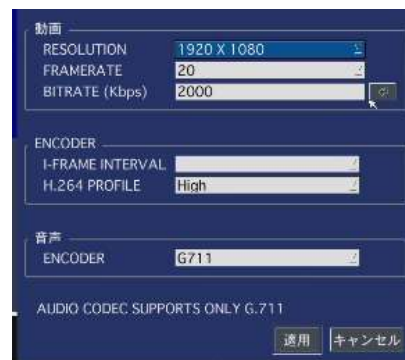 動画
RESOLUTION 1920 X 1080
FRAMERATE 20
BITRATE (Kbps) 2000
ENCODER
I-FRAME INTERVAL
H.264 PROFILE High
音声
ENCODER G711
AUDIO CODEC SUPPORTS ONLY G.711
適用 キャンセル